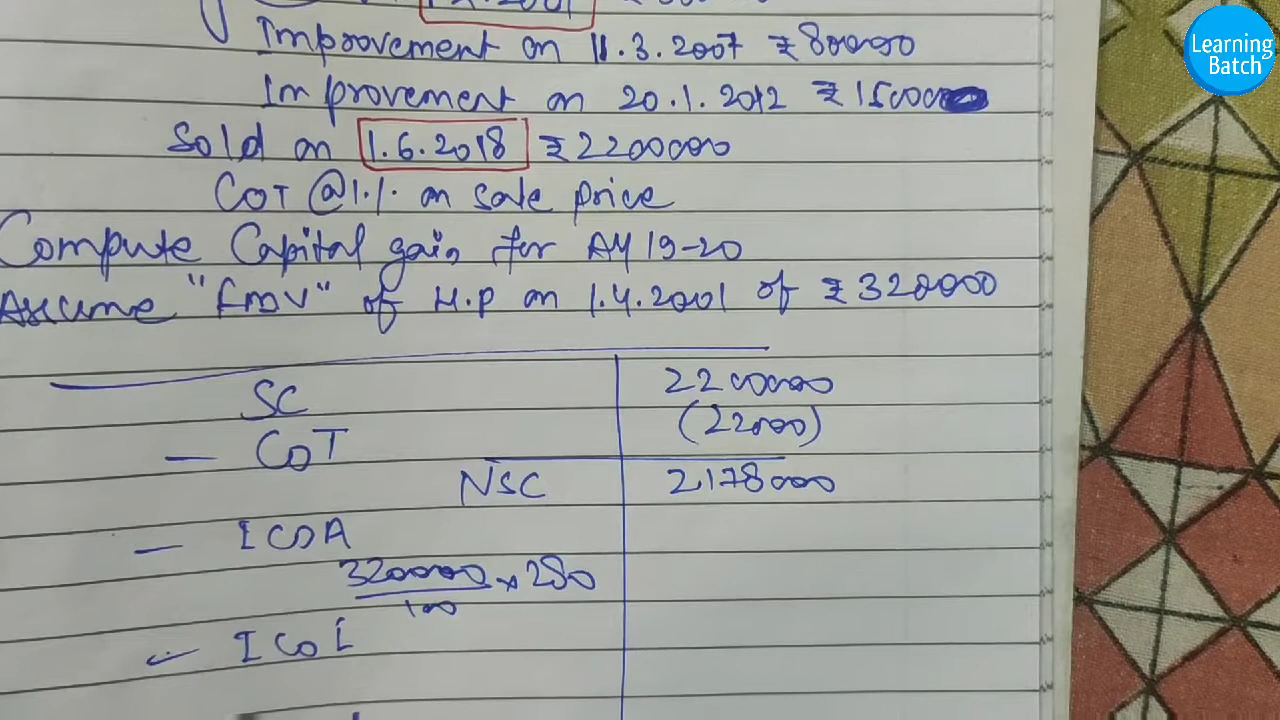 Improvement on 11.3.2007 ₹80000
Improvement on 20.1.2012 ₹15000
Sold on 1.6.2018 ₹2200000
COT @1.% on sale price
Compute Capital gain for AY 19-20
Assume "FMV" of H.P on 1.4.2001 of ₹320000
SC 2200000
— COT (22000)
NSC 2178000
— ICOA
320000/100 × 280
— ICOI
Learning
Batch